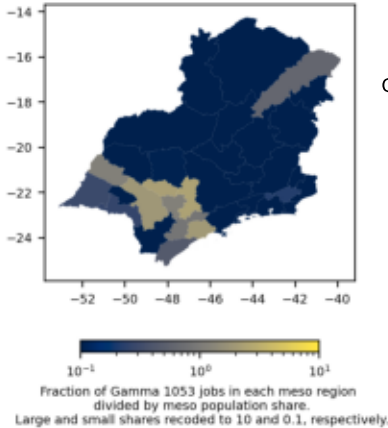 −14
−16
−18
−20
−22
−24
−52 −50 −48 −46 −44 −42 −40
10⁻¹ 10⁰ 10¹
Fraction of Gamma 1053 jobs in each meso region
divided by meso population share.
Large and small shares recoded to 10 and 0.1, respectively.